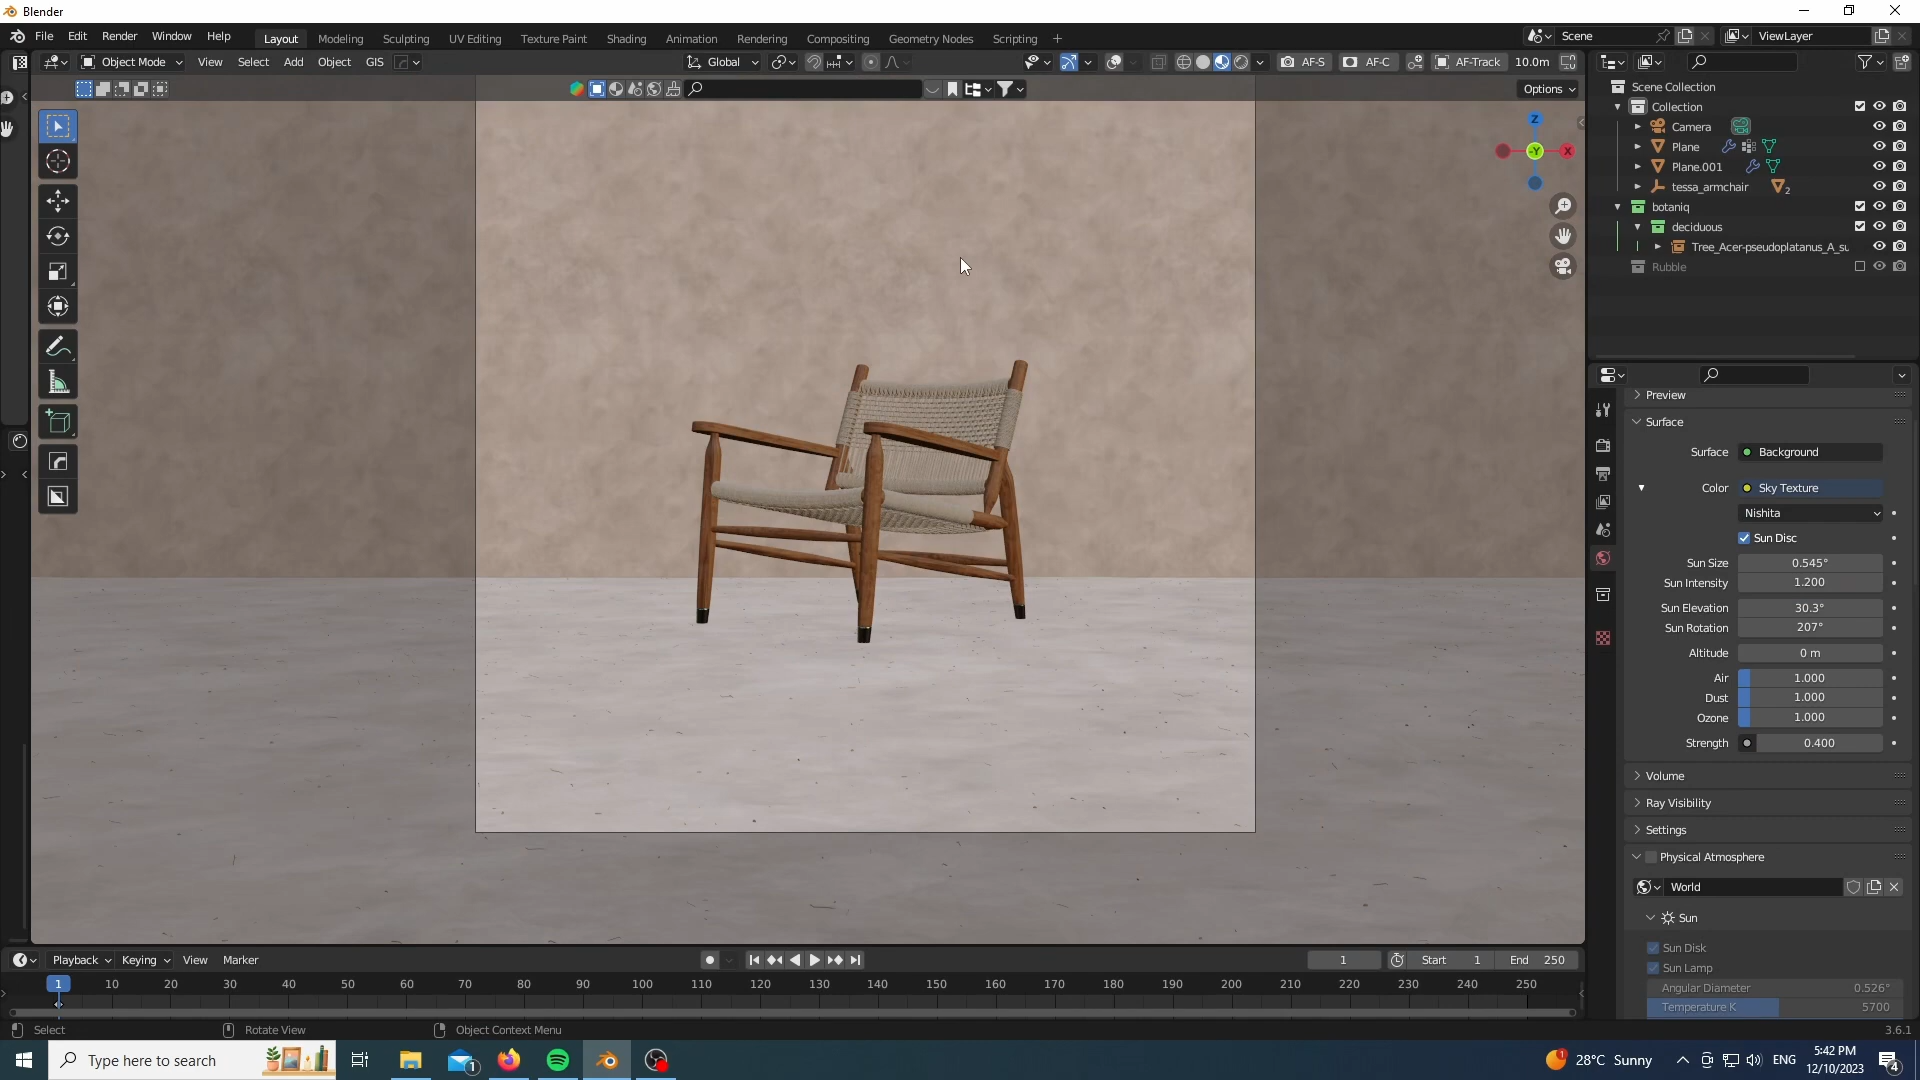 Blender
File Edit Render Window Help Layout Modeling Sculpting UV Editing Texture Paint Shading Animation Rendering Compositing Geometry Nodes Scripting + Scene ViewLayer
Object Mode View Select Add Object GIS Global AF-S AF-C AF-Track 10.0m
Options
Z
-Y X
Scene Collection
Collection
Camera
Plane
Plane.001
tessa_armchair 2
botaniq
deciduous
Tree_Acer-pseudoplatanus_A_su
Rubble
Preview
Surface
Surface Background
Color Sky Texture
Nishita
Sun Disc
Sun Size 0.545°
Sun Intensity 1.200
Sun Elevation 30.3°
Sun Rotation 207°
Altitude 0 m
Air 1.000
Dust 1.000
Ozone 1.000
Strength 0.400
Volume
Ray Visibility
Settings
Physical Atmosphere
World
Sun
Sun Disk
Sun Lamp
Angular Diameter 0.526°
Temperature K 5700
Playback Keying View Marker 1 Start 1 End 250
1 10 20 30 40 50 60 70 80 90 100 110 120 130 140 150 160 170 180 190 200 210 220 230 240 250
Select Rotate View Object Context Menu 3.6.1
Type here to search 1 1 28°C Sunny ENG 5:42 PM
12/10/2023 4